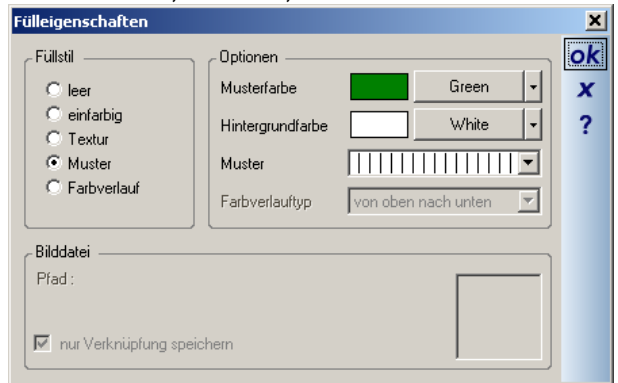 Fülleigenschaften
Füllstil
leer
einfarbig
Textur
Muster
Farbverlauf
Optionen
Musterfarbe Green
Hintergrundfarbe White
Muster
Farbverlauftyp von oben nach unten
ok
x
?
Bilddatei
Pfad :
nur Verknüpfung speichern